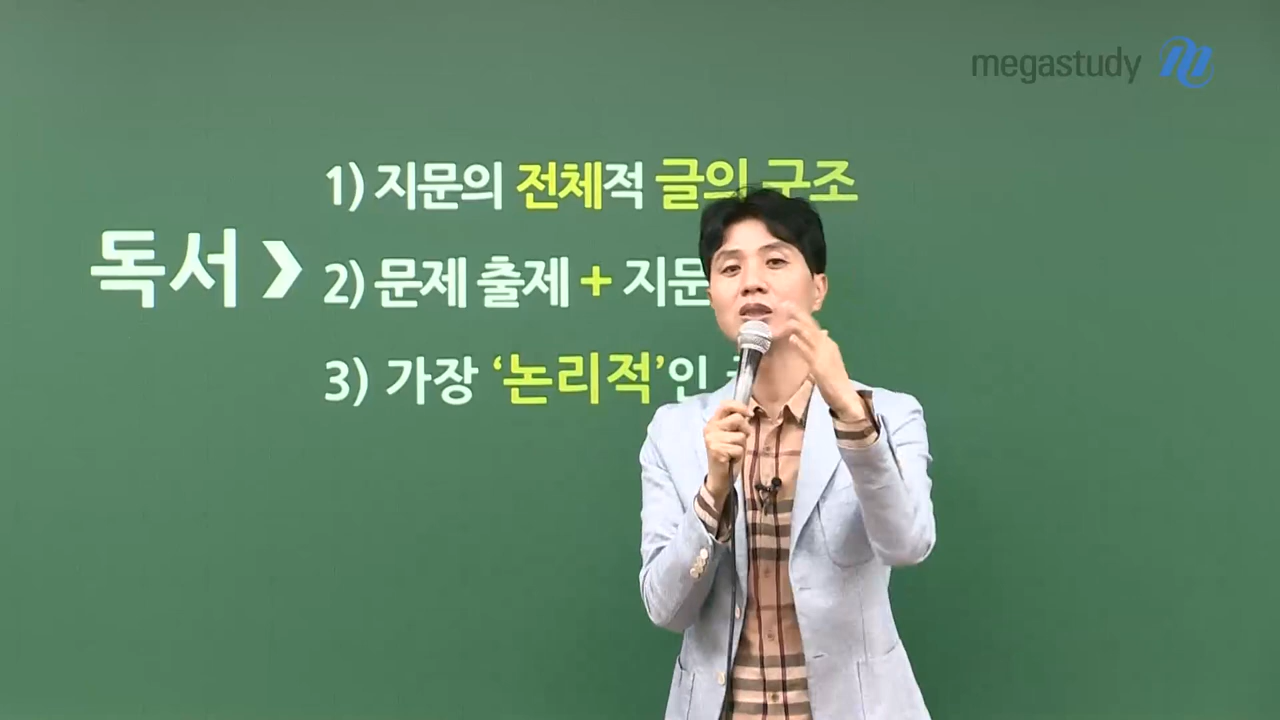 megastudy
1) 지문의 전체적 글의 구조
독서 >
2) 문제 출제 + 지문
3) 가장 ‘논리적’인